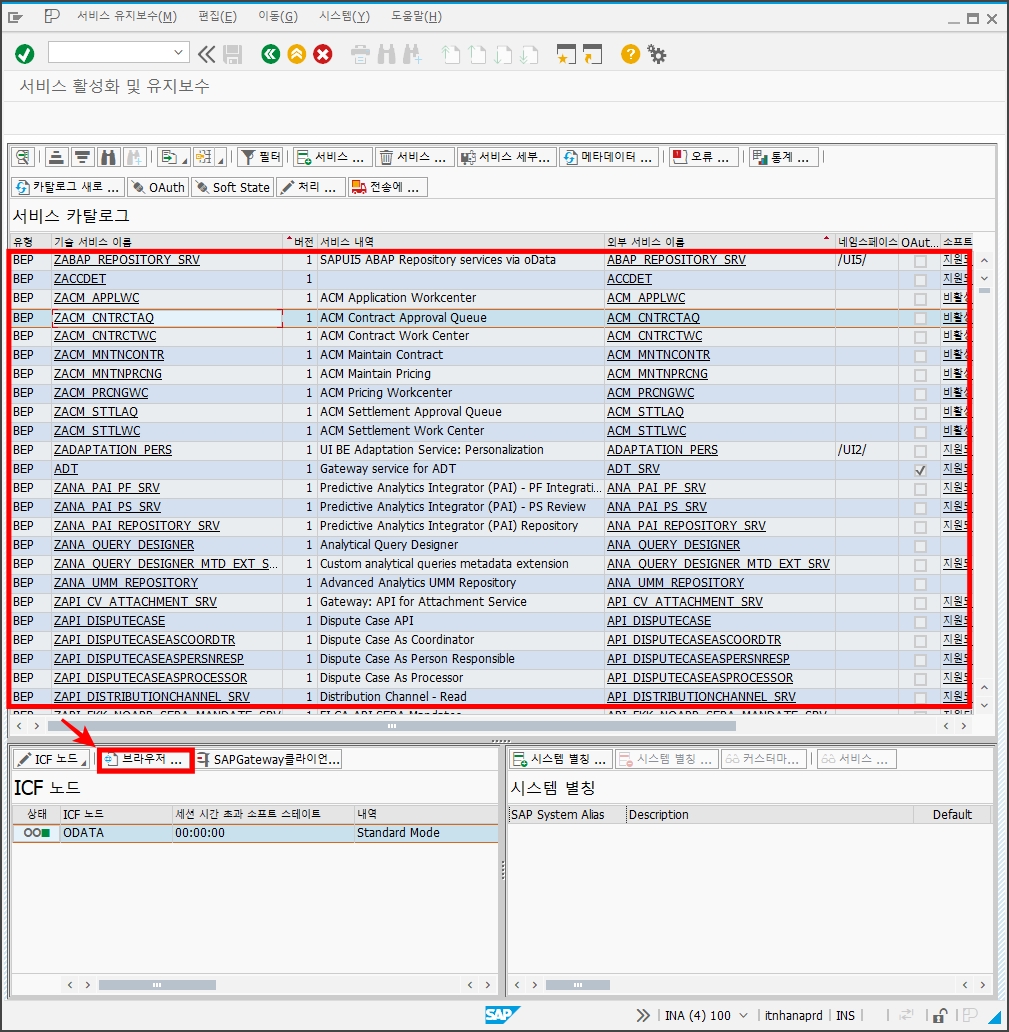 서비스 유지보수(M) 편집(E) 이동(G) 시스템(Y) 도움말(H)
서비스 활성화 및 유지보수
필터 서비스 ... 서비스 ... 서비스 세부... 메타데이터 ... 오류 ... 통계 ...
카탈로그 새로 ... OAuth Soft State 처리 ... 전송에 ...
서비스 카탈로그
유형 기술 서비스 이름 버전 서비스 내역 외부 서비스 이름 네임스페이스 OAut... 소프트
BEP ZABAP_REPOSITORY_SRV 1 SAPUI5 ABAP Repository services via oData ABAP_REPOSITORY_SRV /UI5/ 지원되
BEP ZACCDET 1 ACCDET 지원되
BEP ZACM_APPLWC 1 ACM Application Workcenter ACM_APPLWC 비활성
BEP ZACM_CNTRCTAQ 1 ACM Contract Approval Queue ACM_CNTRCTAQ 비활성
BEP ZACM_CNTRCTWC 1 ACM Contract Work Center ACM_CNTRCTWC 비활성
BEP ZACM_MNTNCONTR 1 ACM Maintain Contract ACM_MNTNCONTR 비활성
BEP ZACM_MNTNPRCNG 1 ACM Maintain Pricing ACM_MNTNPRCNG 비활성
BEP ZACM_PRCNGWC 1 ACM Pricing Workcenter ACM_PRCNGWC 비활성
BEP ZACM_STTLAQ 1 ACM Settlement Approval Queue ACM_STTLAQ 비활성
BEP ZACM_STTLWC 1 ACM Settlement Work Center ACM_STTLWC 비활성
BEP ZADAPTATION_PERS 1 UI BE Adaptation Service: Personalization ADAPTATION_PERS /UI2/ 지원되
BEP ADT 1 Gateway service for ADT ADT_SRV 지원되
BEP ZANA_PAI_PF_SRV 1 Predictive Analytics Integrator (PAI) - PF Integrati... ANA_PAI_PF_SRV 지원되
BEP ZANA_PAI_PS_SRV 1 Predictive Analytics Integrator (PAI) - PS Review ANA_PAI_PS_SRV 지원되
BEP ZANA_PAI_REPOSITORY_SRV 1 Predictive Analytics Integrator (PAI) Repository ANA_PAI_REPOSITORY_SRV 지원되
BEP ZANA_QUERY_DESIGNER 1 Analytical Query Designer ANA_QUERY_DESIGNER
BEP ZANA_QUERY_DESIGNER_MTD_EXT_S... 1 Custom analytical queries metadata extension ANA_QUERY_DESIGNER_MTD_EXT_SRV 지원되
BEP ZANA_UMM_REPOSITORY 1 Advanced Analytics UMM Repository ANA_UMM_REPOSITORY
BEP ZAPI_CV_ATTACHMENT_SRV 1 Gateway: API for Attachment Service API_CV_ATTACHMENT_SRV 지원되
BEP ZAPI_DISPUTECASE 1 Dispute Case API API_DISPUTECASE 지원되
BEP ZAPI_DISPUTECASEASCOORDTR 1 Dispute Case As Coordinator API_DISPUTECASEASCOORDTR 지원되
BEP ZAPI_DISPUTECASEASPERSNRESP 1 Dispute Case As Person Responsible API_DISPUTECASEASPERSNRESP 지원되
BEP ZAPI_DISPUTECASEASPROCESSOR 1 Dispute Case As Processor API_DISPUTECASEASPROCESSOR 지원되
BEP ZAPI_DISTRIBUTIONCHANNEL_SRV 1 Distribution Channel - Read API_DISTRIBUTIONCHANNEL_SRV 지원되
ICF 노드 브라우저 ... SAPGateway클라이언... 시스템 별칭 ... 시스템 별칭 ... 커스터마... 서비스 ...
ICF 노드 시스템 별칭
상태 ICF 노드 세션 시간 초과 소프트 스테이트 내역 SAP System Alias Description Default
ODATA 00:00:00 Standard Mode
SAP INA (4) 100 itnhanaprd INS